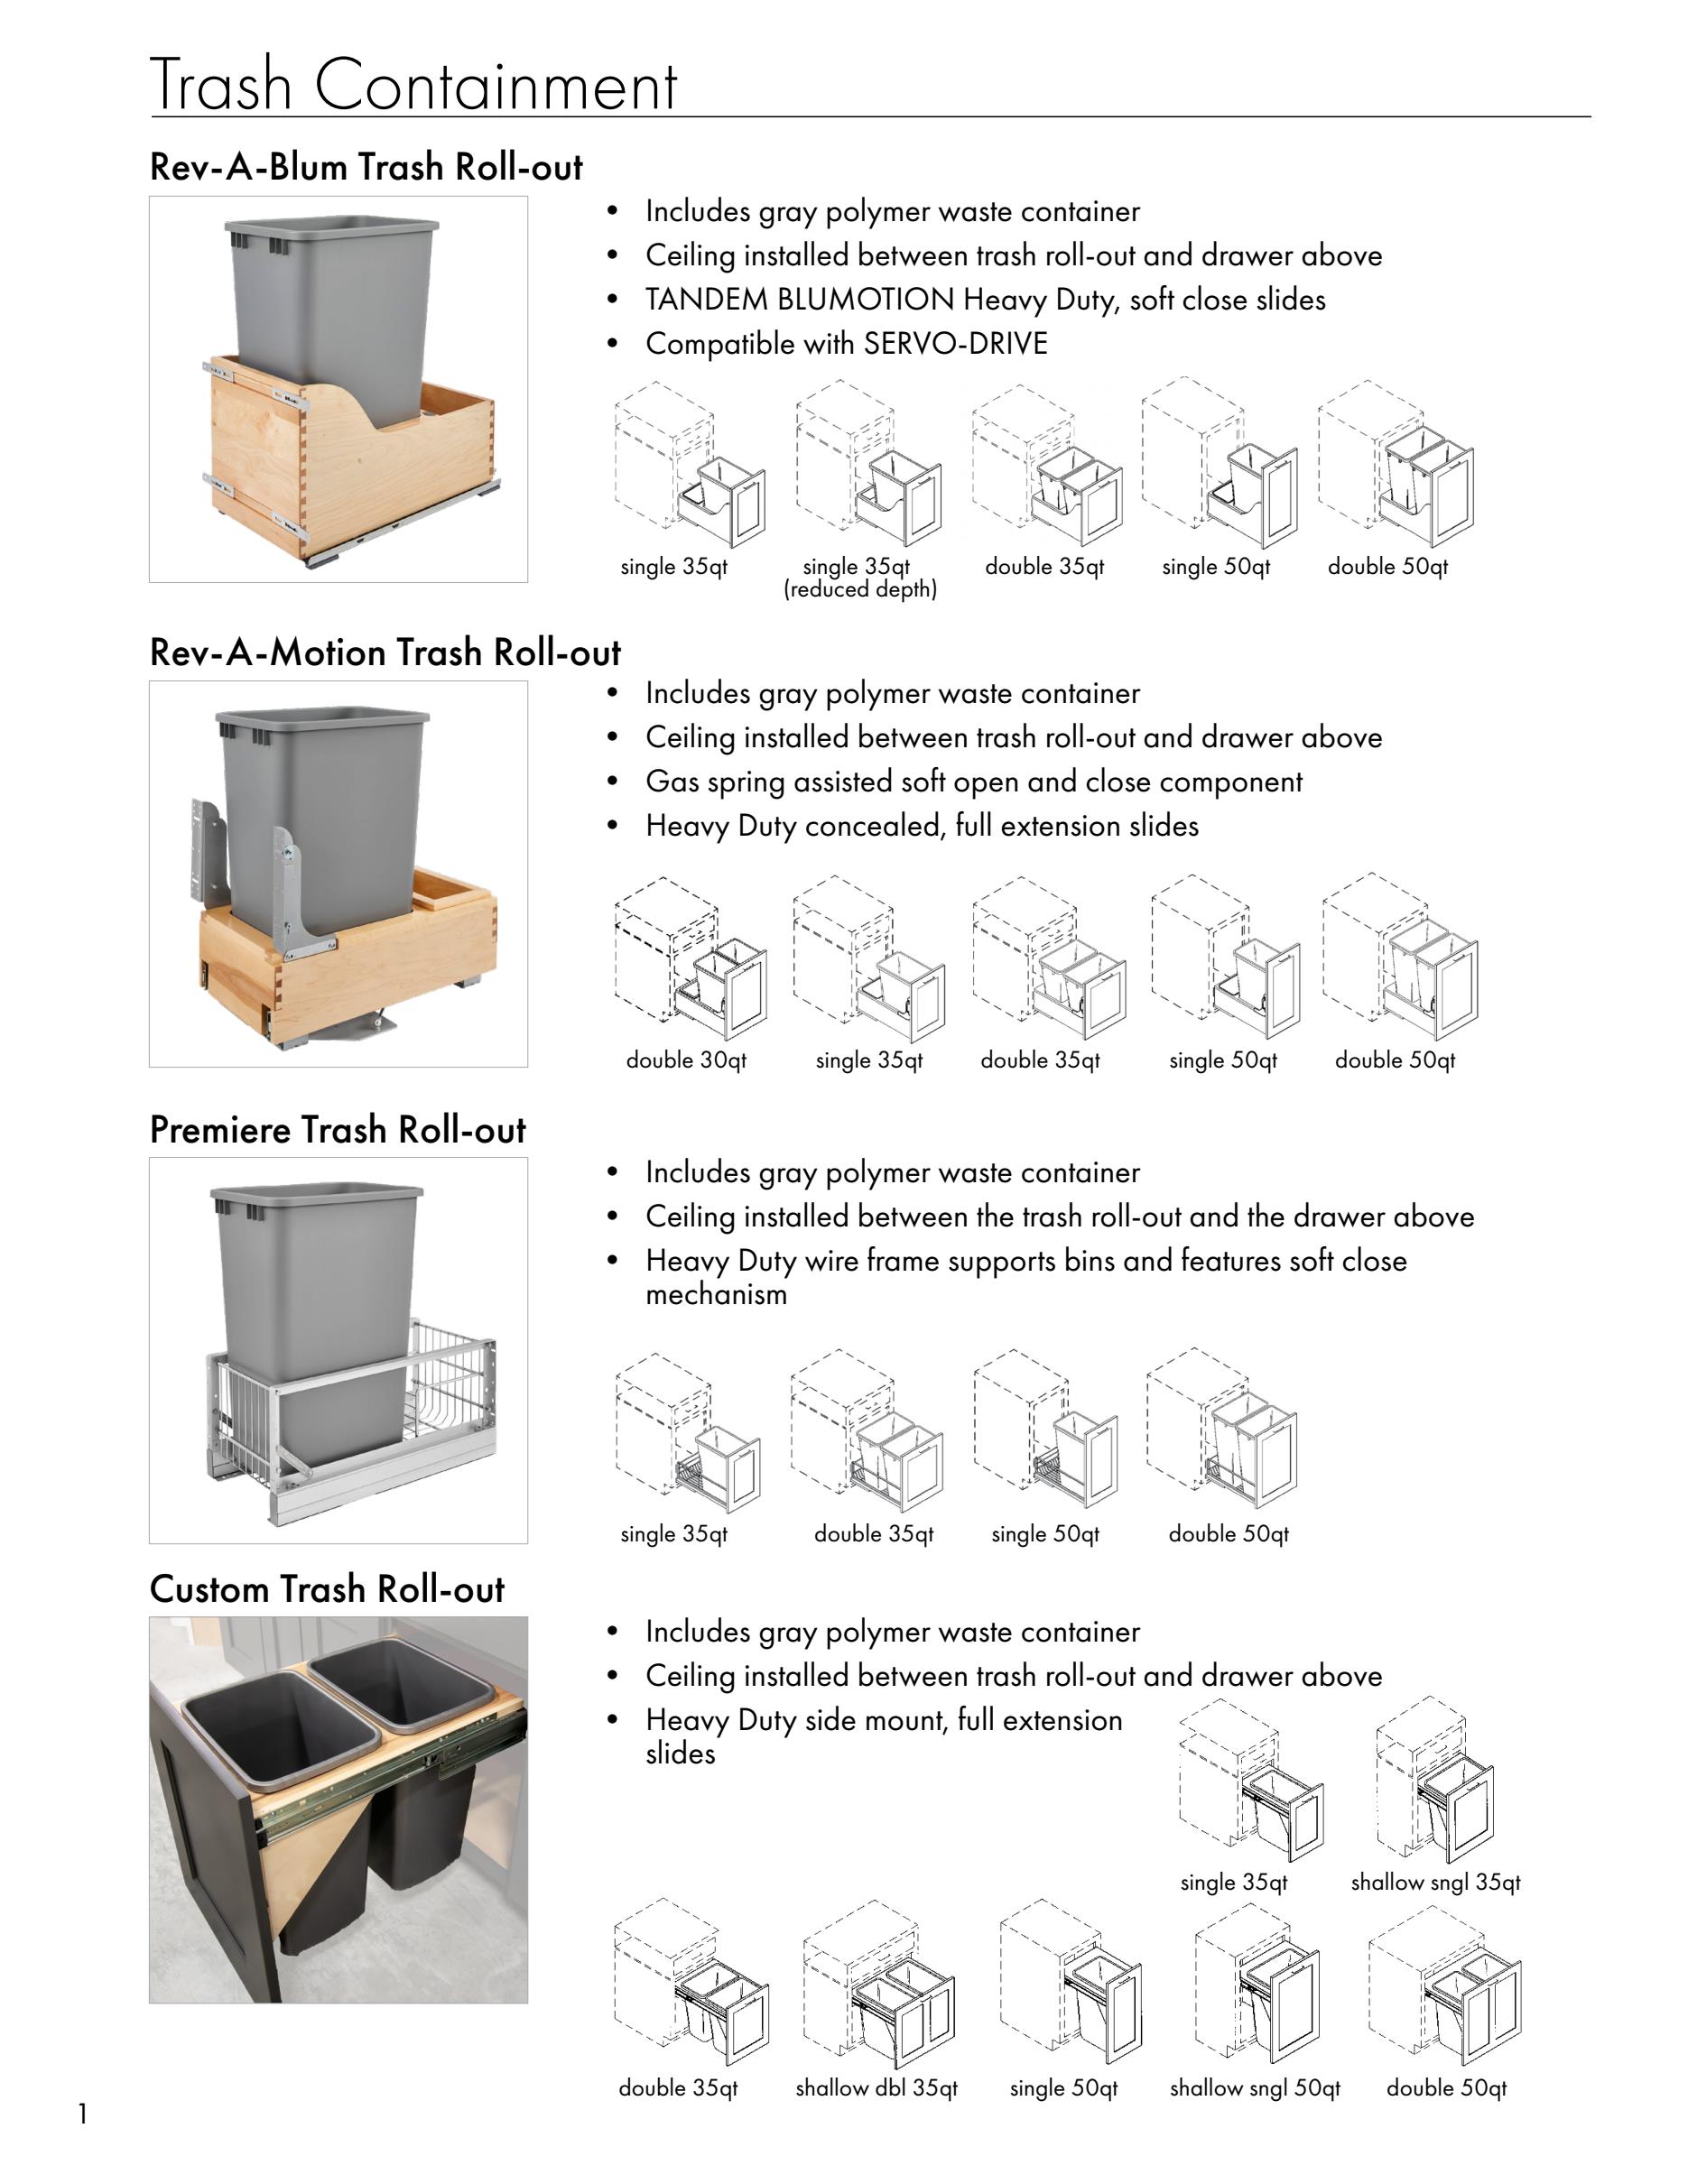 Trash Containment
Rev-A-Blum Trash Roll-out
• Includes gray polymer waste container
• Ceiling installed between trash roll-out and drawer above
• TANDEM BLUMOTION Heavy Duty, soft close slides
• Compatible with SERVO-DRIVE
single 35qt
single 35qt
(reduced depth)
double 35qt
single 50qt
double 50qt
Rev-A-Motion Trash Roll-out
• Includes gray polymer waste container
• Ceiling installed between trash roll-out and drawer above
• Gas spring assisted soft open and close component
• Heavy Duty concealed, full extension slides
double 30qt
single 35qt
double 35qt
single 50qt
double 50qt
Premiere Trash Roll-out
• Includes gray polymer waste container
• Ceiling installed between the trash roll-out and the drawer above
• Heavy Duty wire frame supports bins and features soft close
mechanism
single 35qt
double 35qt
single 50qt
double 50qt
Custom Trash Roll-out
• Includes gray polymer waste container
• Ceiling installed between trash roll-out and drawer above
• Heavy Duty side mount, full extension
slides
single 35qt
shallow sngl 35qt
double 35qt
shallow dbl 35qt
single 50qt
shallow sngl 50qt
double 50qt
1